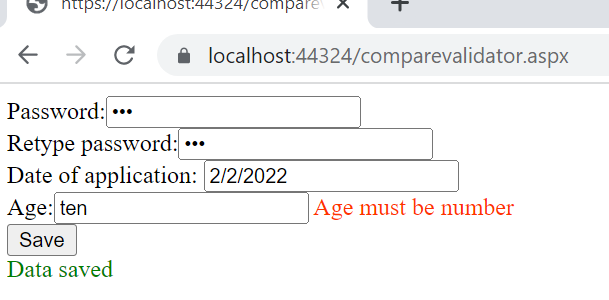 https://localhost:44324/comparev
localhost:44324/comparevalidator.aspx
Password:•••
Retype password:•••
Date of application: 2/2/2022
Age:ten Age must be number
Save
Data saved